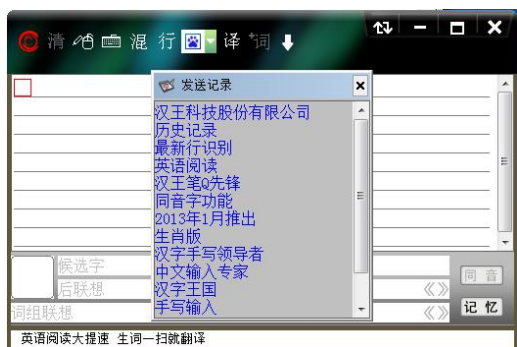 清 混 行 译 词
发送记录
汉王科技股份有限公司
历史记录
最新行识别
英语阅读
汉王笔Q先锋
同音字功能
2013年1月推出
生肖版
汉字手写领导者
中文输入专家
汉字王国
手写输入
候选字
同音
后联想
词组联想
记忆
英语阅读大提速 生词一扫就翻译